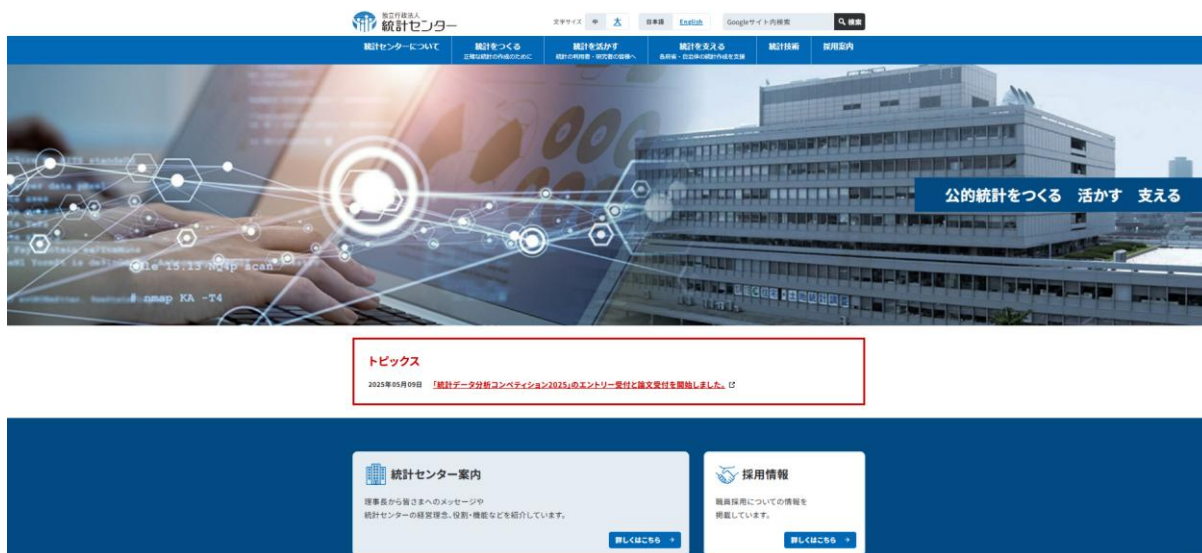 独立行政法人
統計センター
文字サイズ 中 大 日本語 English Googleサイト内検索 検索
統計センターについて 統計をつくる 統計を活かす 統計を支える 統計技術 採用案内
正確な統計の作成のために 統計の利用者・研究者の皆様へ 各府省・自治体の統計作成を支援
公的統計をつくる 活かす 支える
# nmap KA -T4
トピックス
2025年05月09日 「統計データ分析コンペティション2025」のエントリー受付と論文受付を開始しました。
統計センター案内
理事長から皆さまへのメッセージや
統計センターの経営理念、役割・機能などを紹介しています。
詳しくはこちら
採用情報
職員採用についての情報を
掲載しています。
詳しくはこちら